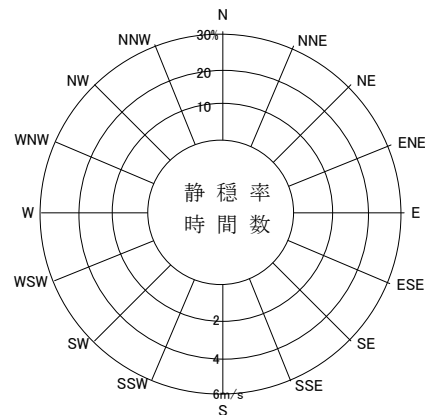 N
NNW
30%
NNE
NW
20
NE
10
WNW
ENE
静穏率
W
E
時間数
WSW
ESE
2
SW
4
SE
SSW
6m/s
SSE
S